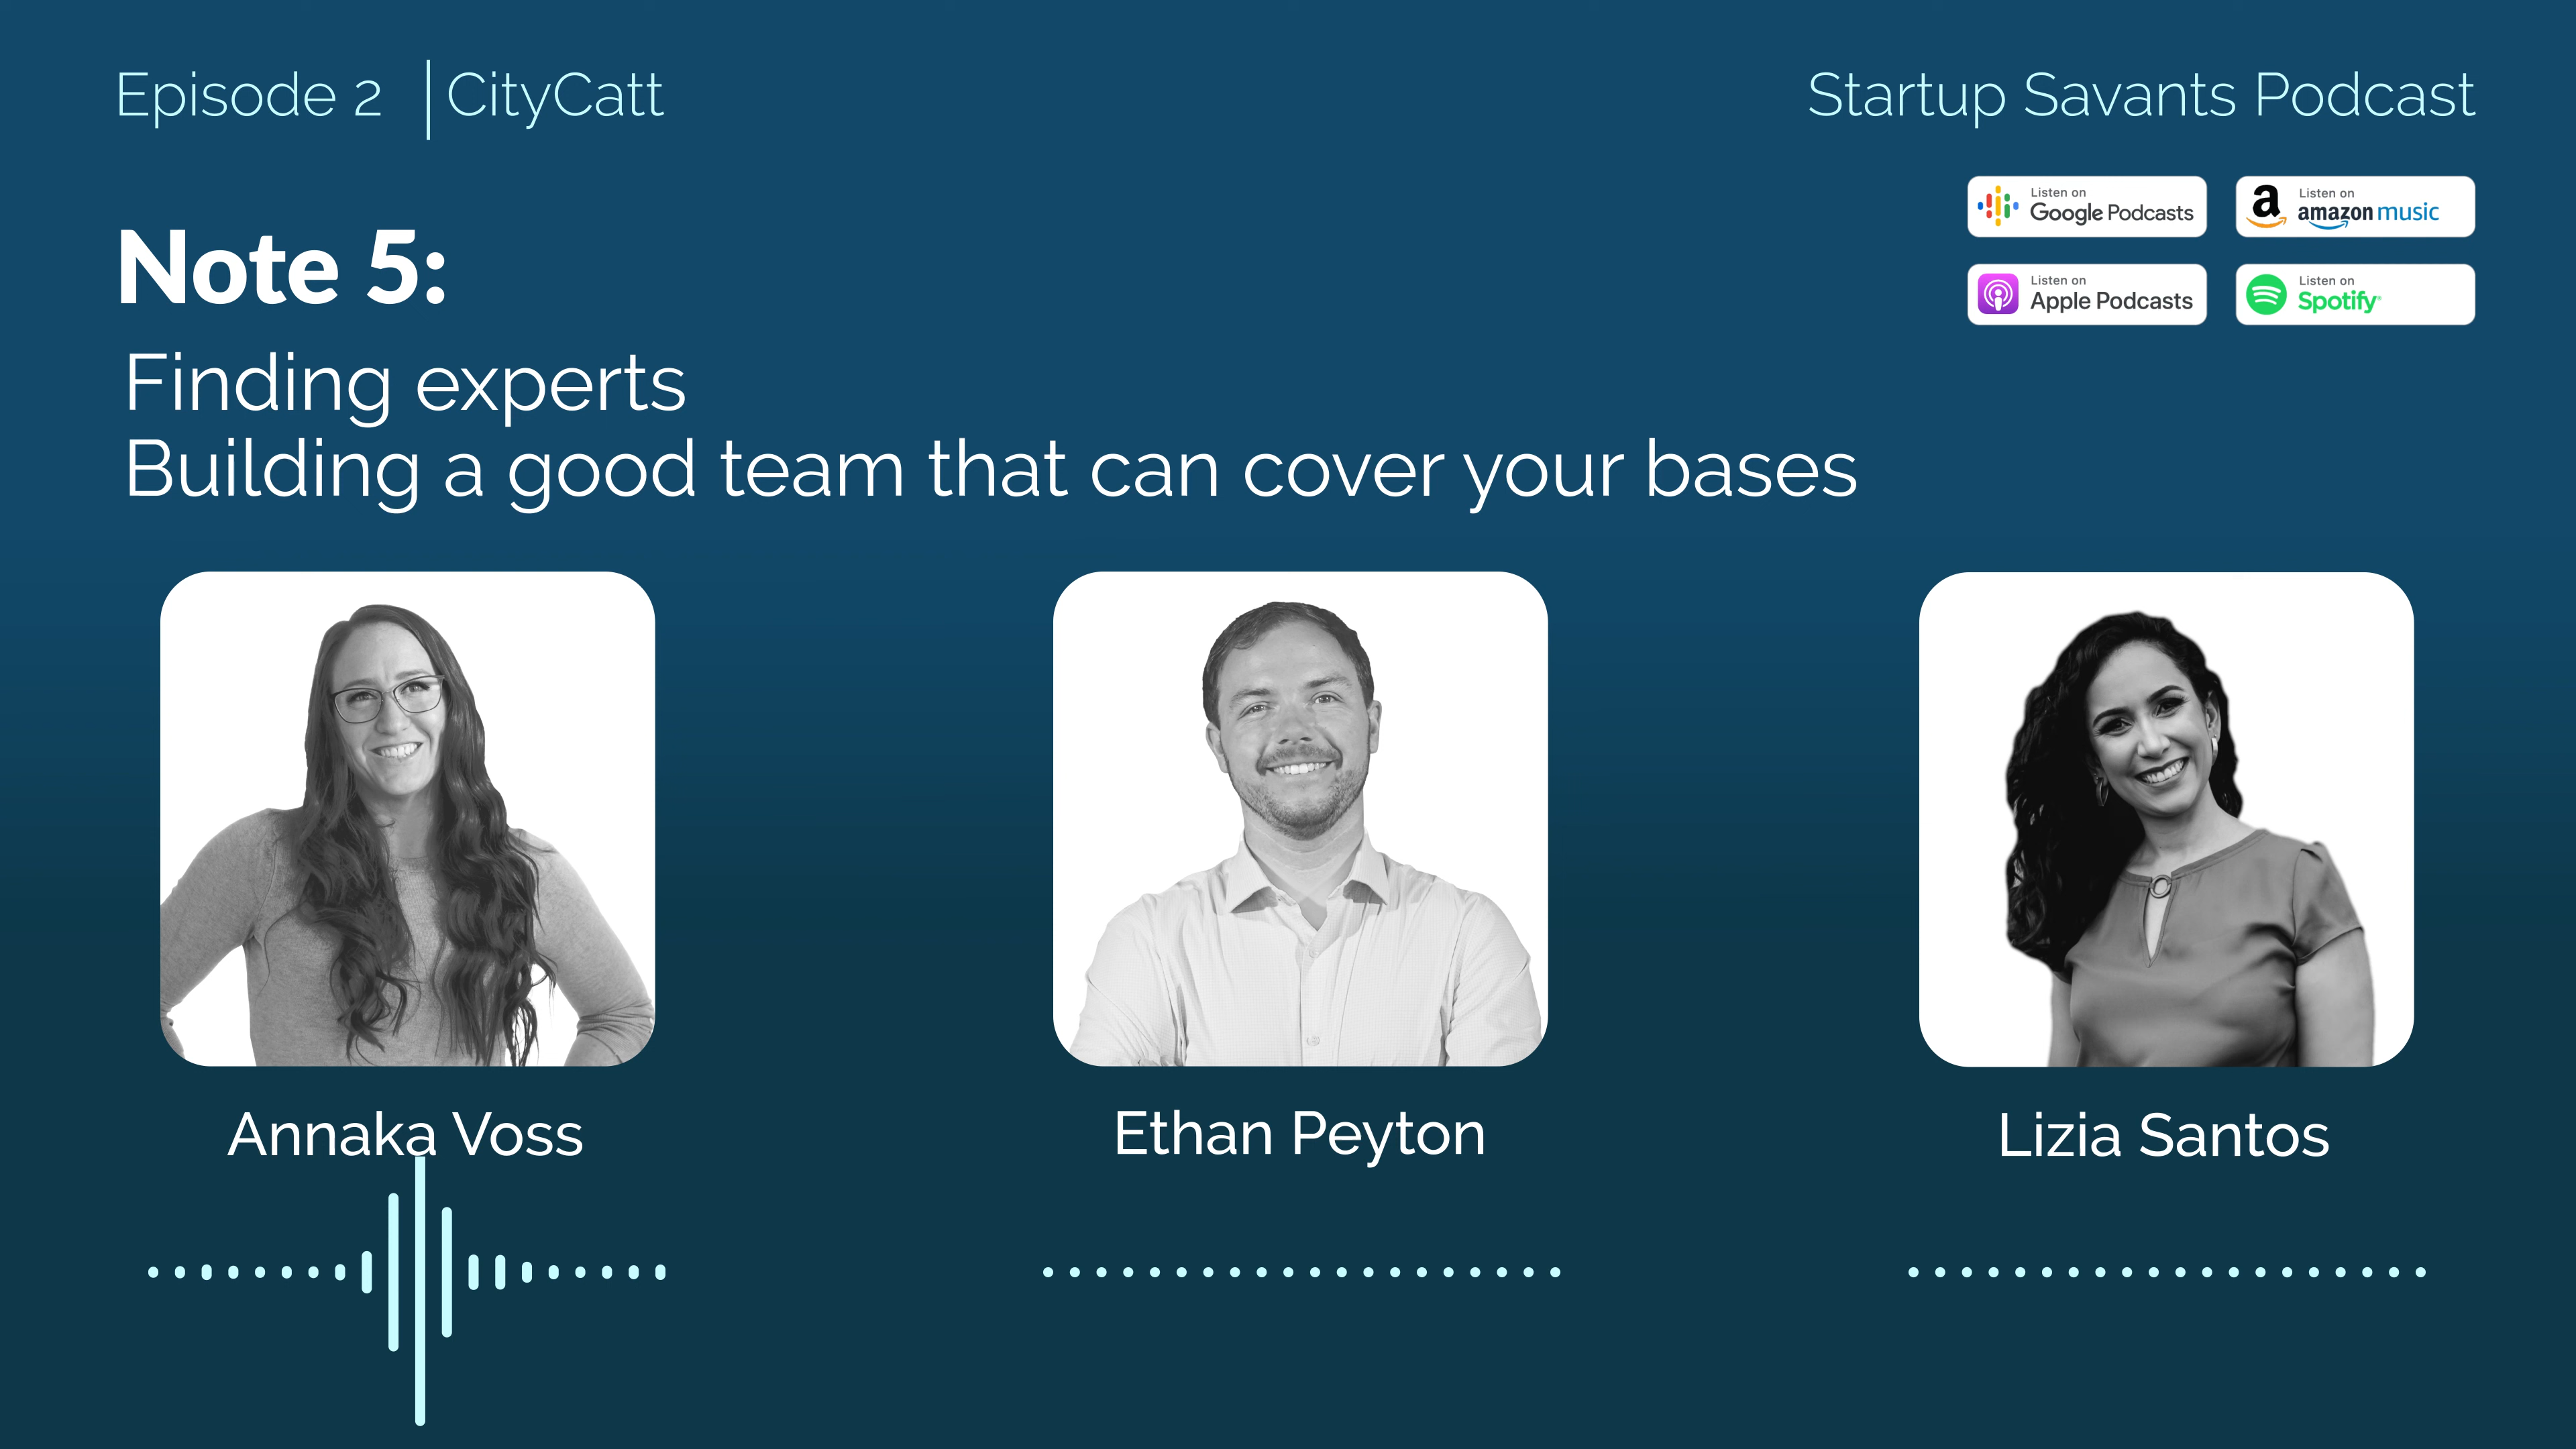 Episode 2 | CityCatt
Startup Savants Podcast
Listen on
Google Podcasts
Listen on
amazon music
Listen on
Apple Podcasts
Listen on
Spotify
Note 5:
Finding experts
Building a good team that can cover your bases
Annaka Voss
Ethan Peyton
Lizia Santos